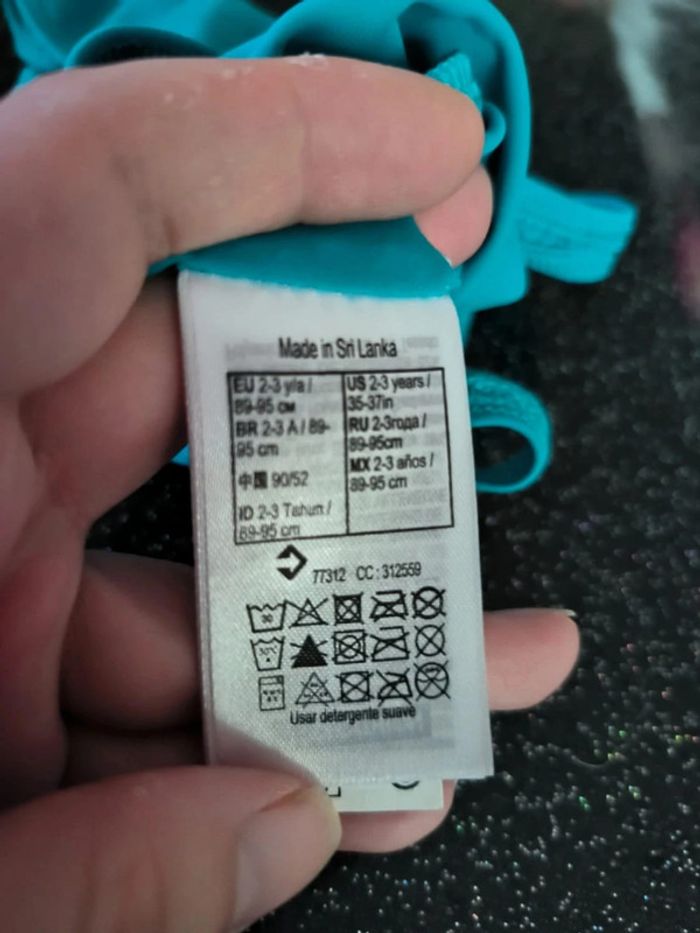 Made in Sri Lanka
EU 2-3 y/a /
89-95 см
BR 2-3 A / 89-
95 cm
中国 90/52
ID 2-3 Tahun /
89-95 cm
US 2-3 years /
35-37in
RU 2-3года /
89-95cm
MX 2-3 años /
89-95 cm
77312 CC : 312559
30
30°c
Usar detergente suave